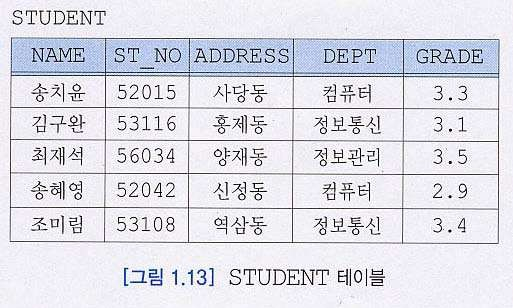 STUDENT
NAME ST_NO ADDRESS DEPT GRADE
송치윤 52015 사당동 컴퓨터 3.3
김구완 53116 홍제동 정보통신 3.1
최재석 56034 양재동 정보관리 3.5
송혜영 52042 신정동 컴퓨터 2.9
조미림 53108 역삼동 정보통신 3.4
[그림 1.13] STUDENT 테이블